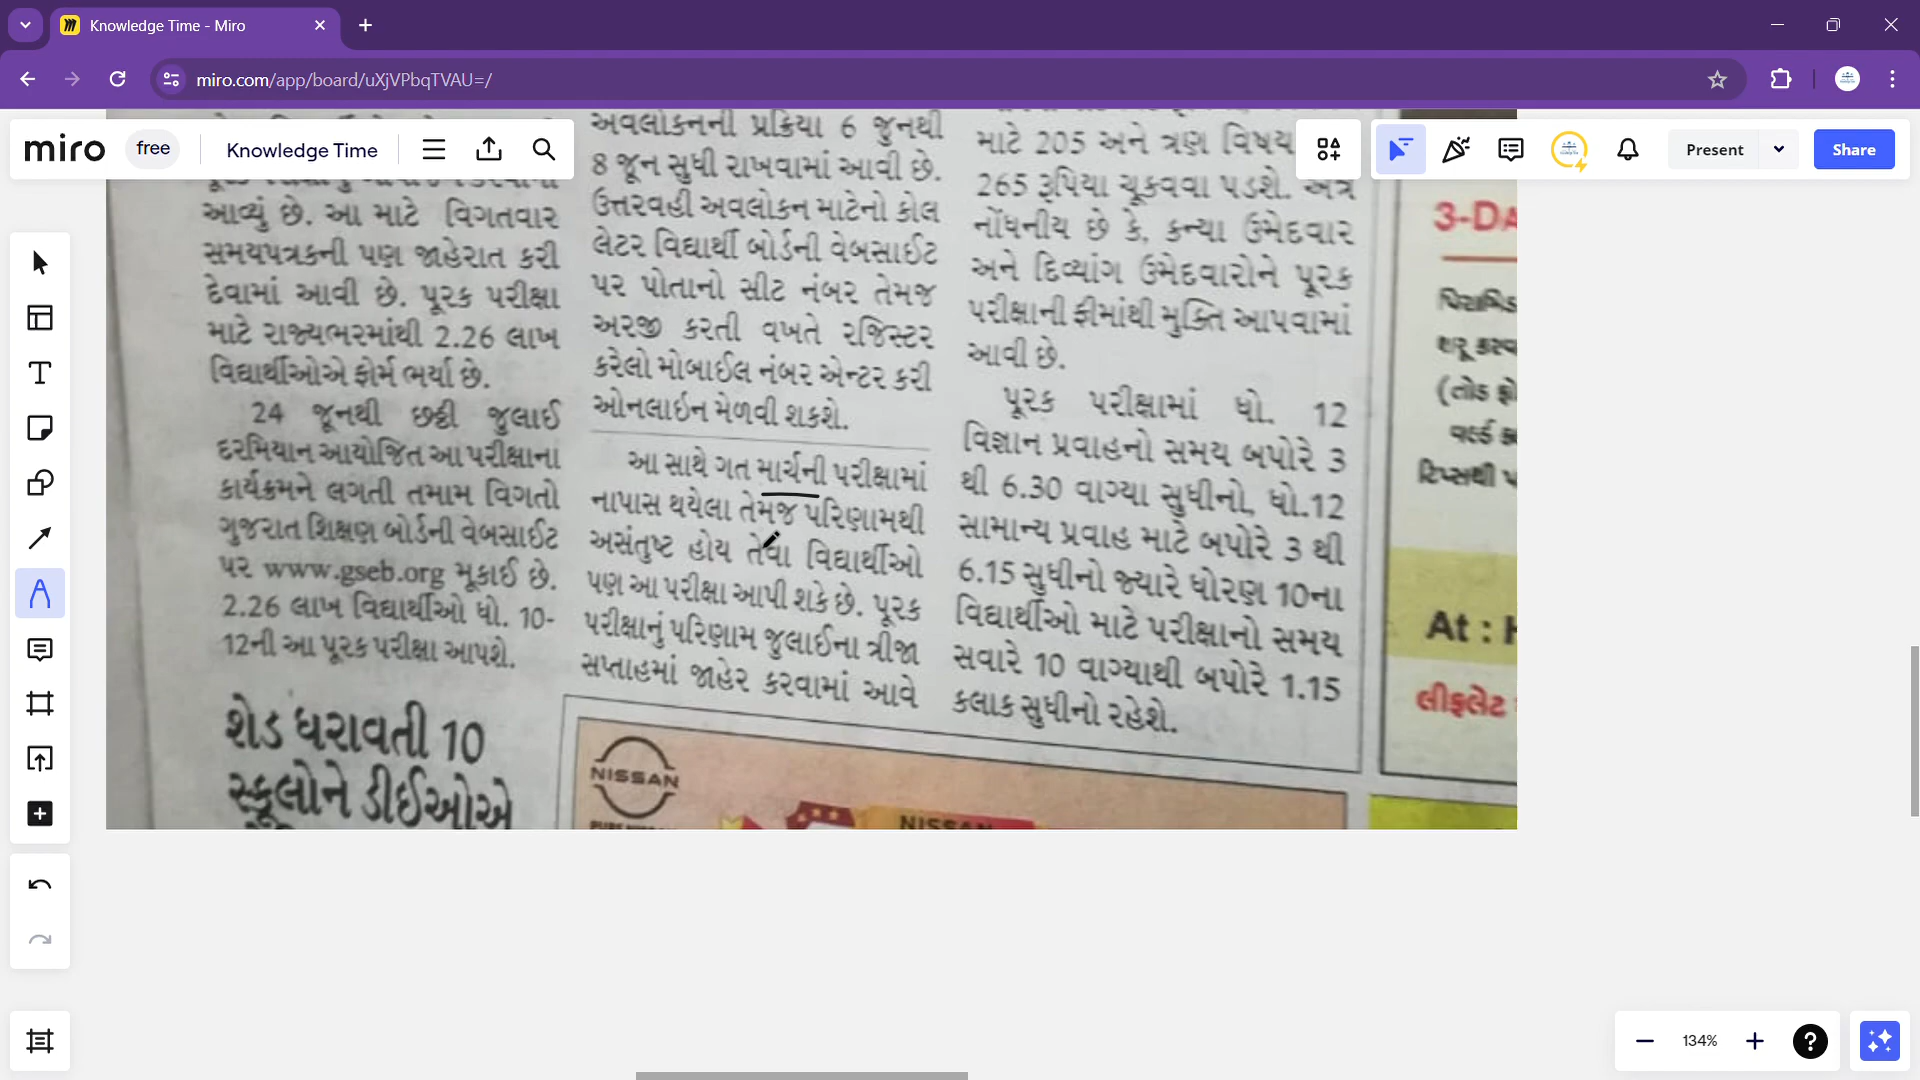 Knowledge Time - Miro
miro.com/app/board/uXjVPbqTVAU=/
miro
free
Knowledge Time
Present
Share
આવ્યું છે. આ માટે વિગતવાર
સમયપત્રકની પણ જાહેરાત કરી
દેવામાં આવી છે. પૂરક પરીક્ષા
માટે રાજ્યભરમાંથી 2.26 લાખ
વિદ્યાર્થીઓએ ફોર્મ ભર્યા છે.
24 જૂનથી છઠ્ઠી જુલાઈ
દરમિયાન આયોજિત આ પરીક્ષાના
કાર્યક્રમને લગતી તમામ વિગતો
ગુજરાત શિક્ષણ બોર્ડની વેબસાઈટ
પર www.gseb.org મૂકાઈ છે.
2.26 લાખ વિદ્યાર્થીઓ ધો. 10-
12ની આ પૂરક પરીક્ષા આપશે.
શેડ ધરાવતી 10
સ્કૂલોને ડીઈઓએ
અવલોકનની પ્રક્રિયા 6 જુનથી
8 જૂન સુધી રાખવામાં આવી છે.
ઉત્તરવહી અવલોકન માટેનો કોલ
લેટર વિદ્યાર્થી બોર્ડની વેબસાઈટ
પર પોતાનો સીટ નંબર તેમજ
અરજી કરતી વખતે રજિસ્ટર
કરેલો મોબાઈલ નંબર એન્ટર કરી
ઓનલાઇન મેળવી શકશે.
આ સાથે ગત માર્ચની પરીક્ષામાં
નાપાસ થયેલા તેમજ પરિણામથી
અસંતુષ્ટ હોય તેવા વિદ્યાર્થીઓ
પણ આ પરીક્ષા આપી શકે છે. પૂરક
પરીક્ષાનું પરિણામ જુલાઈના ત્રીજા
સપ્તાહમાં જાહેર કરવામાં આવે
માટે 205 અને ત્રણ વિષય
265 રૂપિયા ચૂકવવા પડશે. અત્રે
નોંધનીય છે કે, કન્યા ઉમેદવાર
અને દિવ્યાંગ ઉમેદવારોને પૂરક
પરીક્ષાની ફીમાંથી મુક્તિ આપવામાં
આવી છે.
પૂરક પરીક્ષામાં ધો. 12
વિજ્ઞાન પ્રવાહનો સમય બપોરે 3
થી 6.30 વાગ્યા સુધીનો, ધો.12
સામાન્ય પ્રવાહ માટે બપોરે 3 થી
6.15 સુધીનો જ્યારે ધોરણ 10ના
વિદ્યાર્થીઓ માટે પરીક્ષાનો સમય
સવારે 10 વાગ્યાથી બપોરે 1.15
કલાક સુધીનો રહેશે.
NISSAN
NISSAN
3-DA
At : H
લીફલેટ
134%